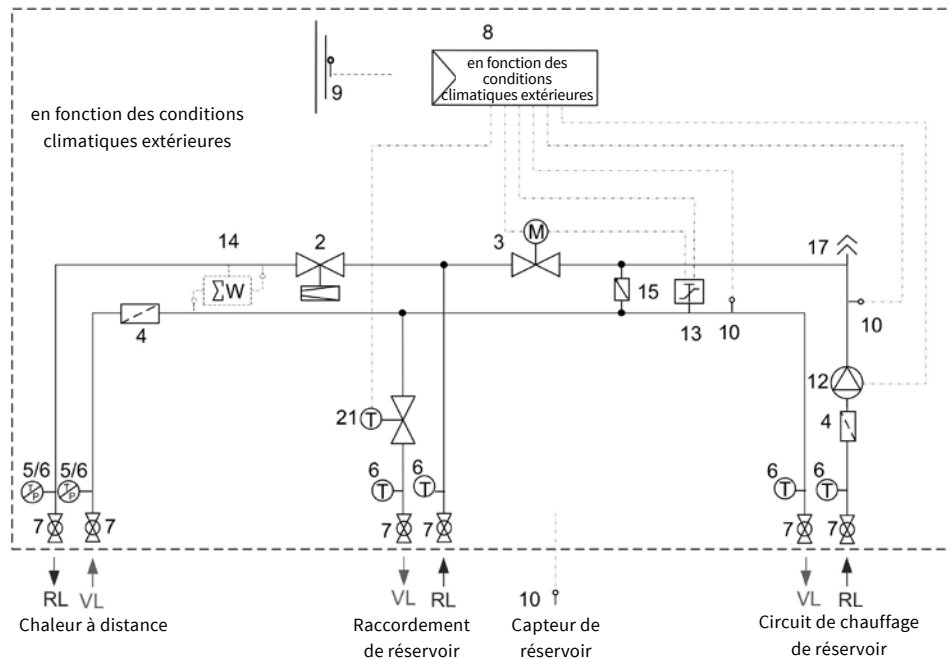 8
en fonction des
conditions
climatiques extérieures
9
en fonction des conditions
climatiques extérieures
14
2
3
M
17
ΣW
15
4
13
10
10
12
21
T
4
5/6
5/6
6
6
6
6
T/P
T/P
T
T
T
T
7
7
7
7
7
7
RL
VL
VL
RL
10
VL
RL
Chaleur à distance
Raccordement
de réservoir
Capteur de
réservoir
Circuit de chauffage
de réservoir